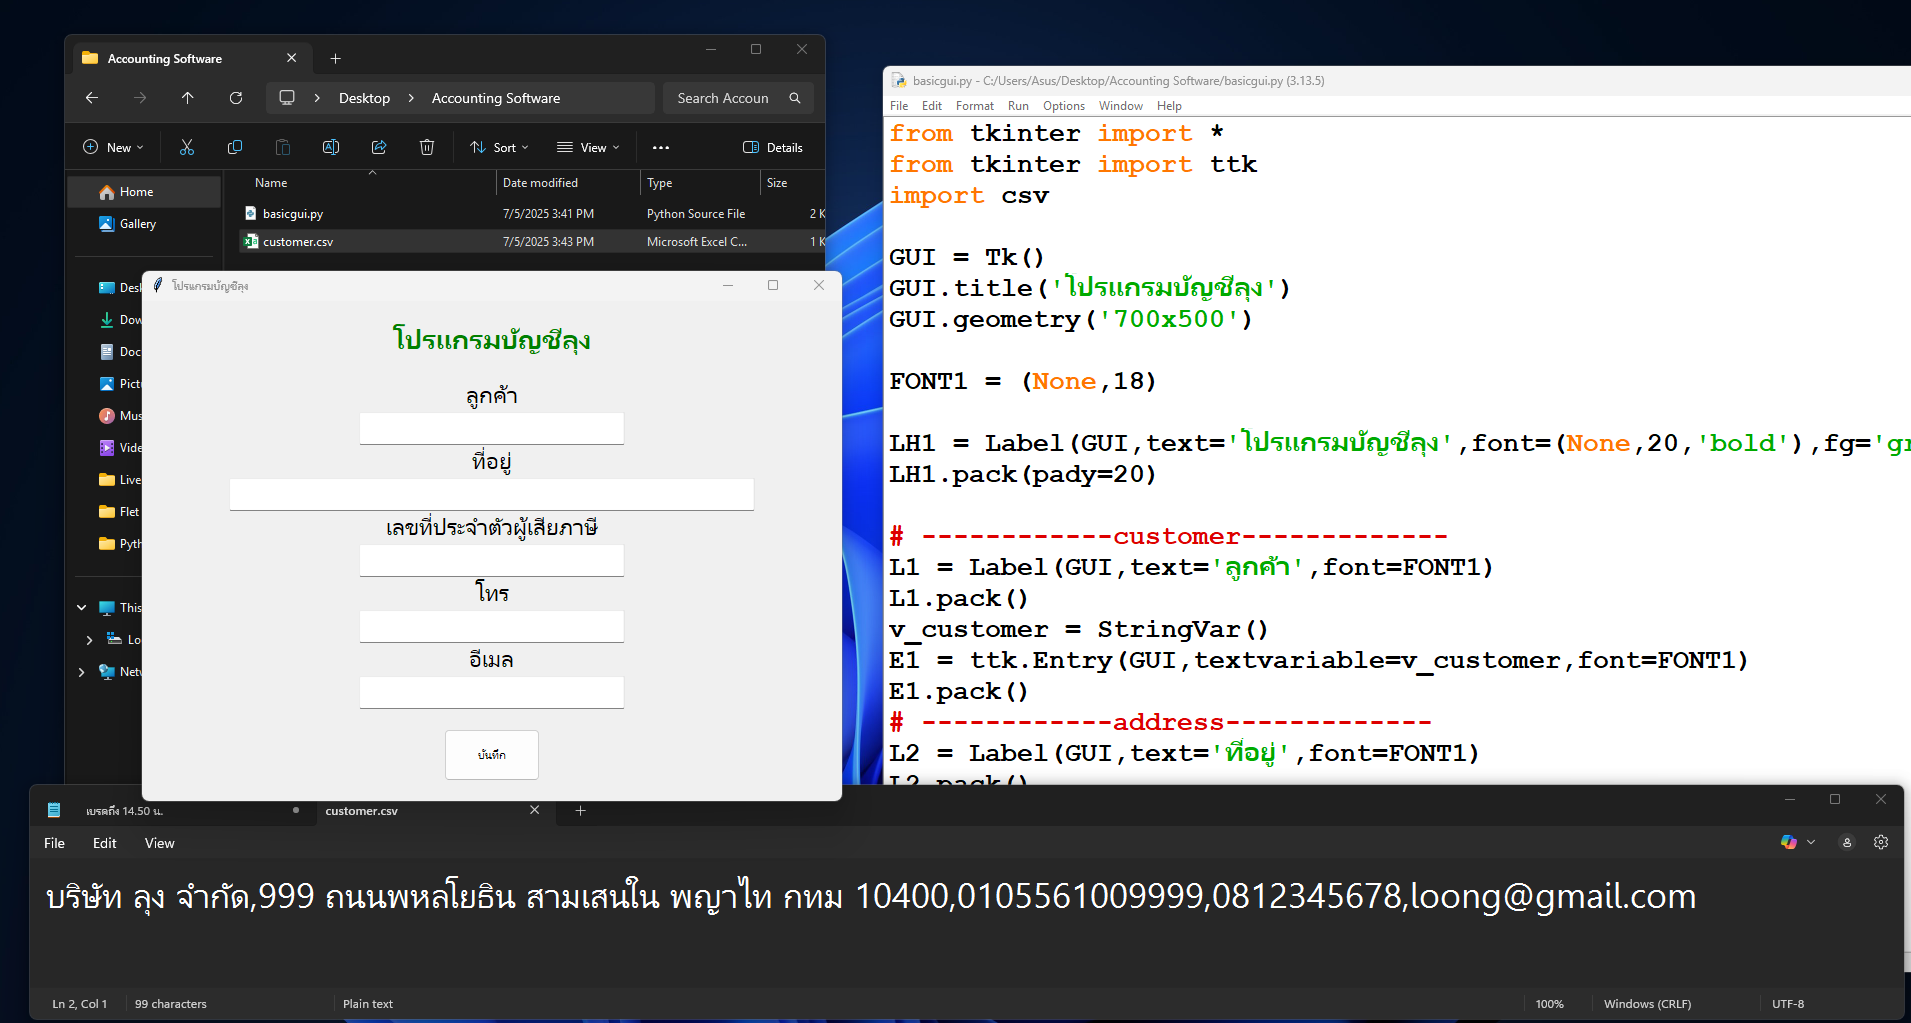 Accounting Software
Desktop > Accounting Software
Search Accoun
New
Sort
View
Details
Name
Date modified
Type
Size
Home
Gallery
basicgui.py 7/5/2025 3:41 PM Python Source File 2 K
customer.csv 7/5/2025 3:43 PM Microsoft Excel C... 1 K
Desk
Dow
Doc
Pictu
Mus
Vide
Live
Flet
Pyth
This
Lo
Netw
โปรแกรมบัญชีลุง
โปรแกรมบัญชีลุง
ลูกค้า
ที่อยู่
เลขที่ประจำตัวผู้เสียภาษี
โทร
อีเมล
บันทึก
basicgui.py - C:/Users/Asus/Desktop/Accounting Software/basicgui.py (3.13.5)
File Edit Format Run Options Window Help
from tkinter import *
from tkinter import ttk
import csv
GUI = Tk()
GUI.title('โปรแกรมบัญชีลุง')
GUI.geometry('700x500')
FONT1 = (None,18)
LH1 = Label(GUI,text='โปรแกรมบัญชีลุง',font=(None,20,'bold'),fg='gr
LH1.pack(pady=20)
# ------------customer-------------
L1 = Label(GUI,text='ลูกค้า',font=FONT1)
L1.pack()
v_customer = StringVar()
E1 = ttk.Entry(GUI,textvariable=v_customer,font=FONT1)
E1.pack()
# ------------address-------------
L2 = Label(GUI,text='ที่อยู่',font=FONT1)
L2.pack()
เบรคถึง 14.50 น.
customer.csv
File Edit View
บริษัท ลุง จำกัด,999 ถนนพหลโยธิน สามเสนใน พญาไท กทม 10400,0105561009999,0812345678,loong@gmail.com
Ln 2, Col 1
99 characters
Plain text
100%
Windows (CRLF)
UTF-8